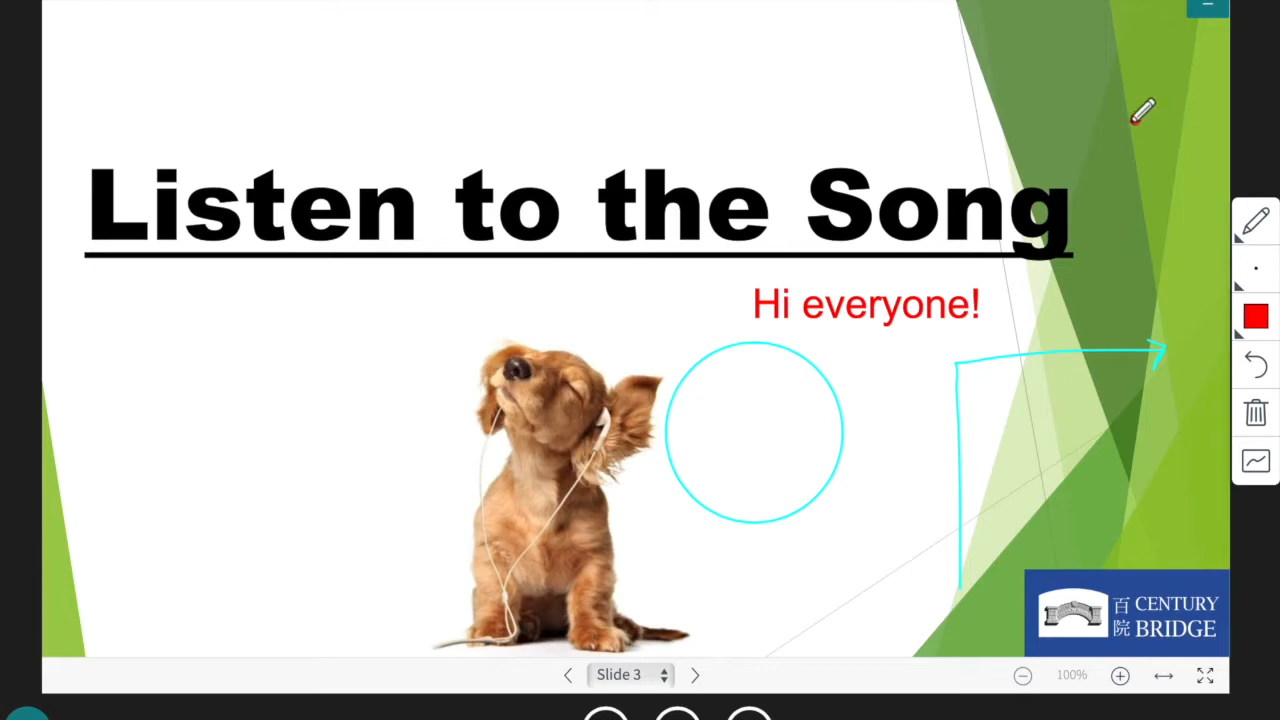 Listen to the Song
Hi everyone!
百院
CENTURY
BRIDGE
Slide 3
100%